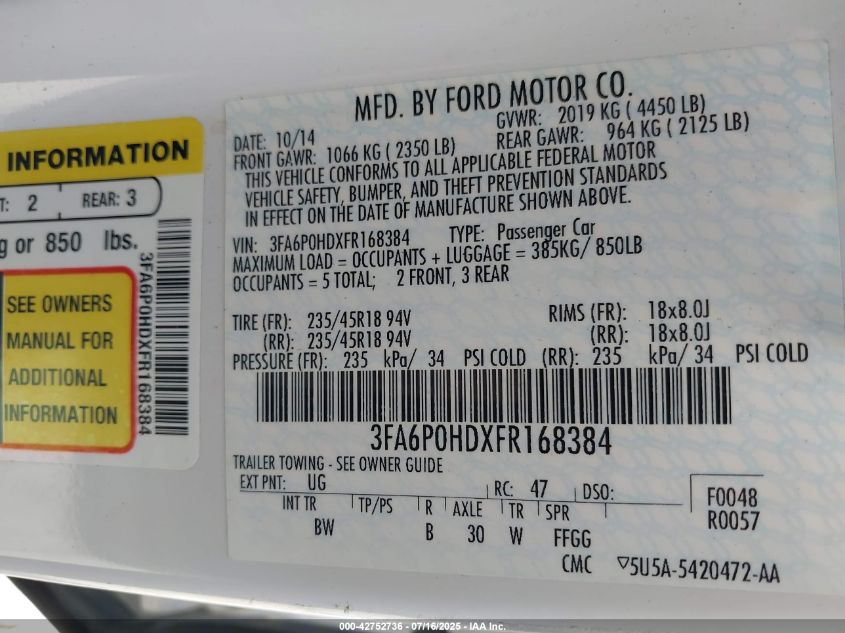 INFORMATION
T: 2 REAR: 3
g or 850 lbs.
SEE OWNERS
MANUAL FOR
ADDITIONAL
INFORMATION
3FA6P0HDXFR168384
MFD. BY FORD MOTOR CO.
DATE: 10/14 GVWR: 2019 KG ( 4450 LB)
FRONT GAWR: 1066 KG ( 2350 LB) REAR GAWR: 964 KG ( 2125 LB)
THIS VEHICLE CONFORMS TO ALL APPLICABLE FEDERAL MOTOR
VEHICLE SAFETY, BUMPER, AND THEFT PREVENTION STANDARDS
IN EFFECT ON THE DATE OF MANUFACTURE SHOWN ABOVE.
VIN: 3FA6P0HDXFR168384 TYPE: Passenger Car
MAXIMUM LOAD = OCCUPANTS + LUGGAGE = 385KG/ 850LB
OCCUPANTS = 5 TOTAL; 2 FRONT, 3 REAR
TIRE (FR): 235/45R18 94V RIMS (FR): 18x8.0J
(RR): 235/45R18 94V (RR): 18x8.0J
PRESSURE (FR): 235 kPa/ 34 PSI COLD (RR): 235 kPa/ 34 PSI COLD
3FA6P0HDXFR168384
TRAILER TOWING - SEE OWNER GUIDE
EXT PNT: UG RC: 47 DSO: F0048
INT TR TP/PS R AXLE TR SPR R0057
BW B 30 W FFGG
CMC ▽5U5A-5420472-AA
000-42752736 - 07/16/2025 - IAA Inc.